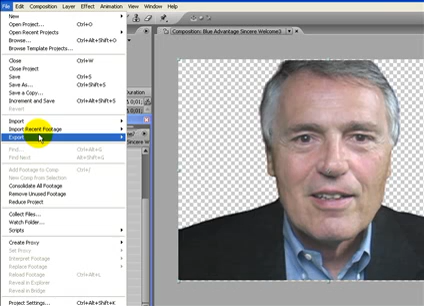 File Edit Composition Layer Effect Animation View Window Help
New
Open Project... Ctrl+O
Open Recent Projects
Browse... Ctrl+Alt+Shift+O
Browse Template Projects...
Composition: Blue Advantage Sincere Welcome3
Close Ctrl+W
Close Project
Save Ctrl+S
Save As... Ctrl+Shift+S
Save a Copy...
Increment and Save Ctrl+Alt+Shift+S
Revert
Duration
Import
Import Recent Footage
Export
Find... Ctrl+Alt+G
Find Next Alt+Shift+G
Add Footage to Comp Ctrl+/
New Comp from Selection
Consolidate All Footage
Remove Unused Footage
Reduce Project
Collect Files...
Watch Folder...
Scripts
Create Proxy
Set Proxy
Interpret Footage
Replace Footage
Reload Footage Ctrl+Alt+L
Reveal in Explorer
Reveal in Bridge
Project Settings... Ctrl+Alt+Shift+K